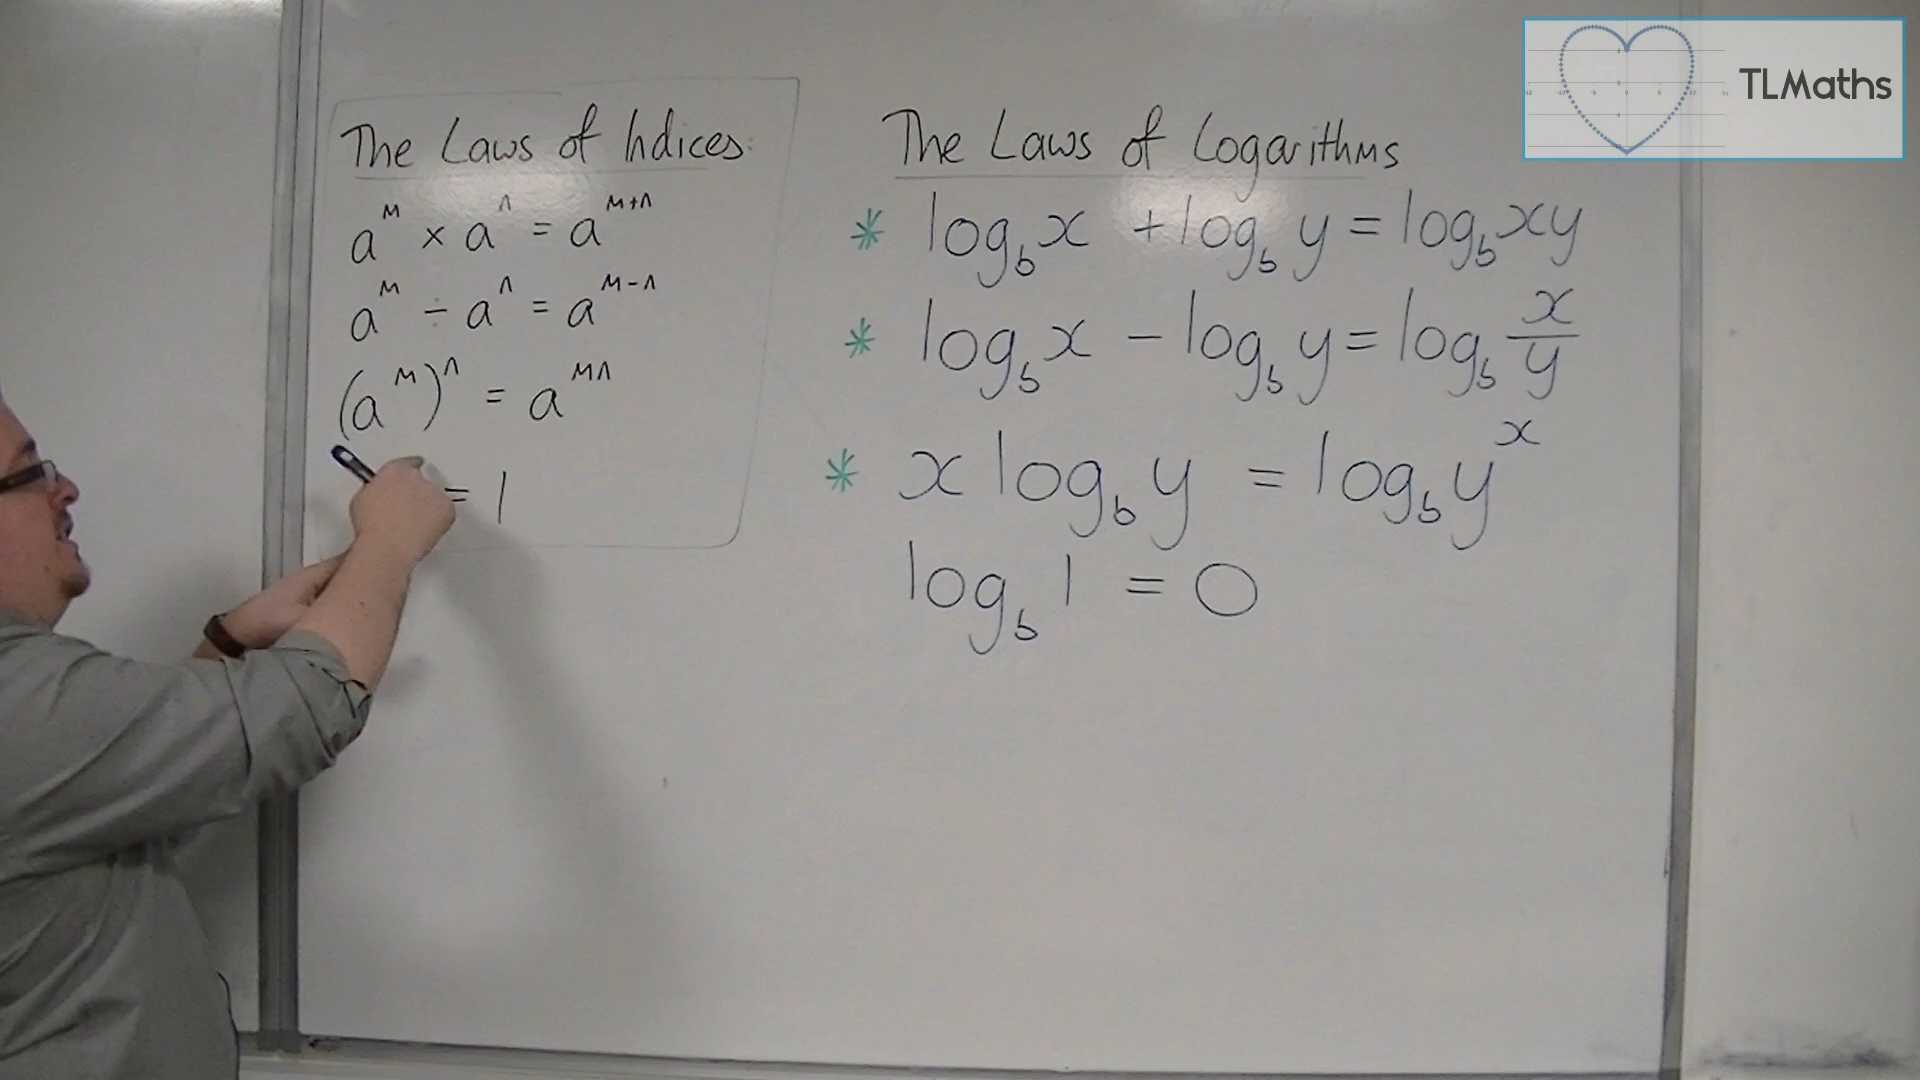 TLMaths
The Laws of Indices:
a^m × a^n = a^(m+n)
a^m ÷ a^n = a^(m-n)
(a^m)^n = a^(mn)
= 1
The Laws of Logarithms
* log_b x + log_b y = log_b xy
* log_b x - log_b y = log_b x/y
* x log_b y = log_b y^x
log_b 1 = 0